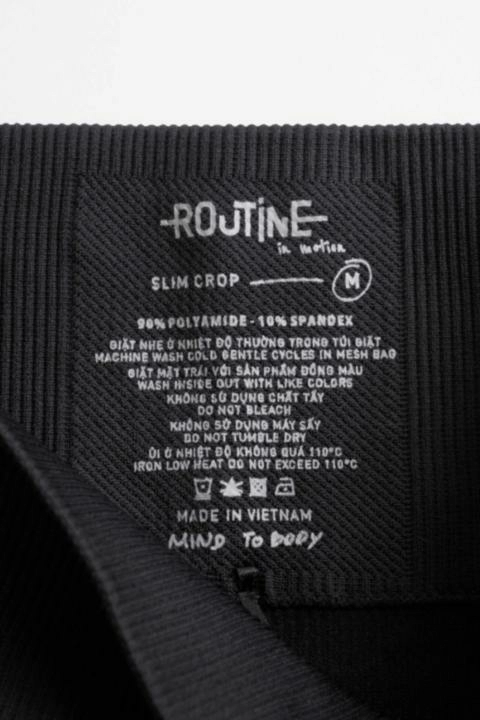 ROUTINE
in motion
SLIM CROP M
90% POLYAMIDE - 10% SPANDEX
GIẶT NHẸ Ở NHIỆT ĐỘ THƯỜNG TRONG TÚI GIẶT
MACHINE WASH COLD GENTLE CYCLES IN MESH BAG
GIẶT MẶT TRÁI VỚI SẢN PHẨM ĐỒNG MÀU
WASH INSIDE OUT WITH LIKE COLORS
KHÔNG SỬ DỤNG CHẤT TẨY
DO NOT BLEACH
KHÔNG SỬ DỤNG MÁY SẤY
DO NOT TUMBLE DRY
ỦI Ở NHIỆT ĐỘ KHÔNG QUÁ 110°C
IRON LOW HEAT DO NOT EXCEED 110°C
MADE IN VIETNAM
MIND TO BODY